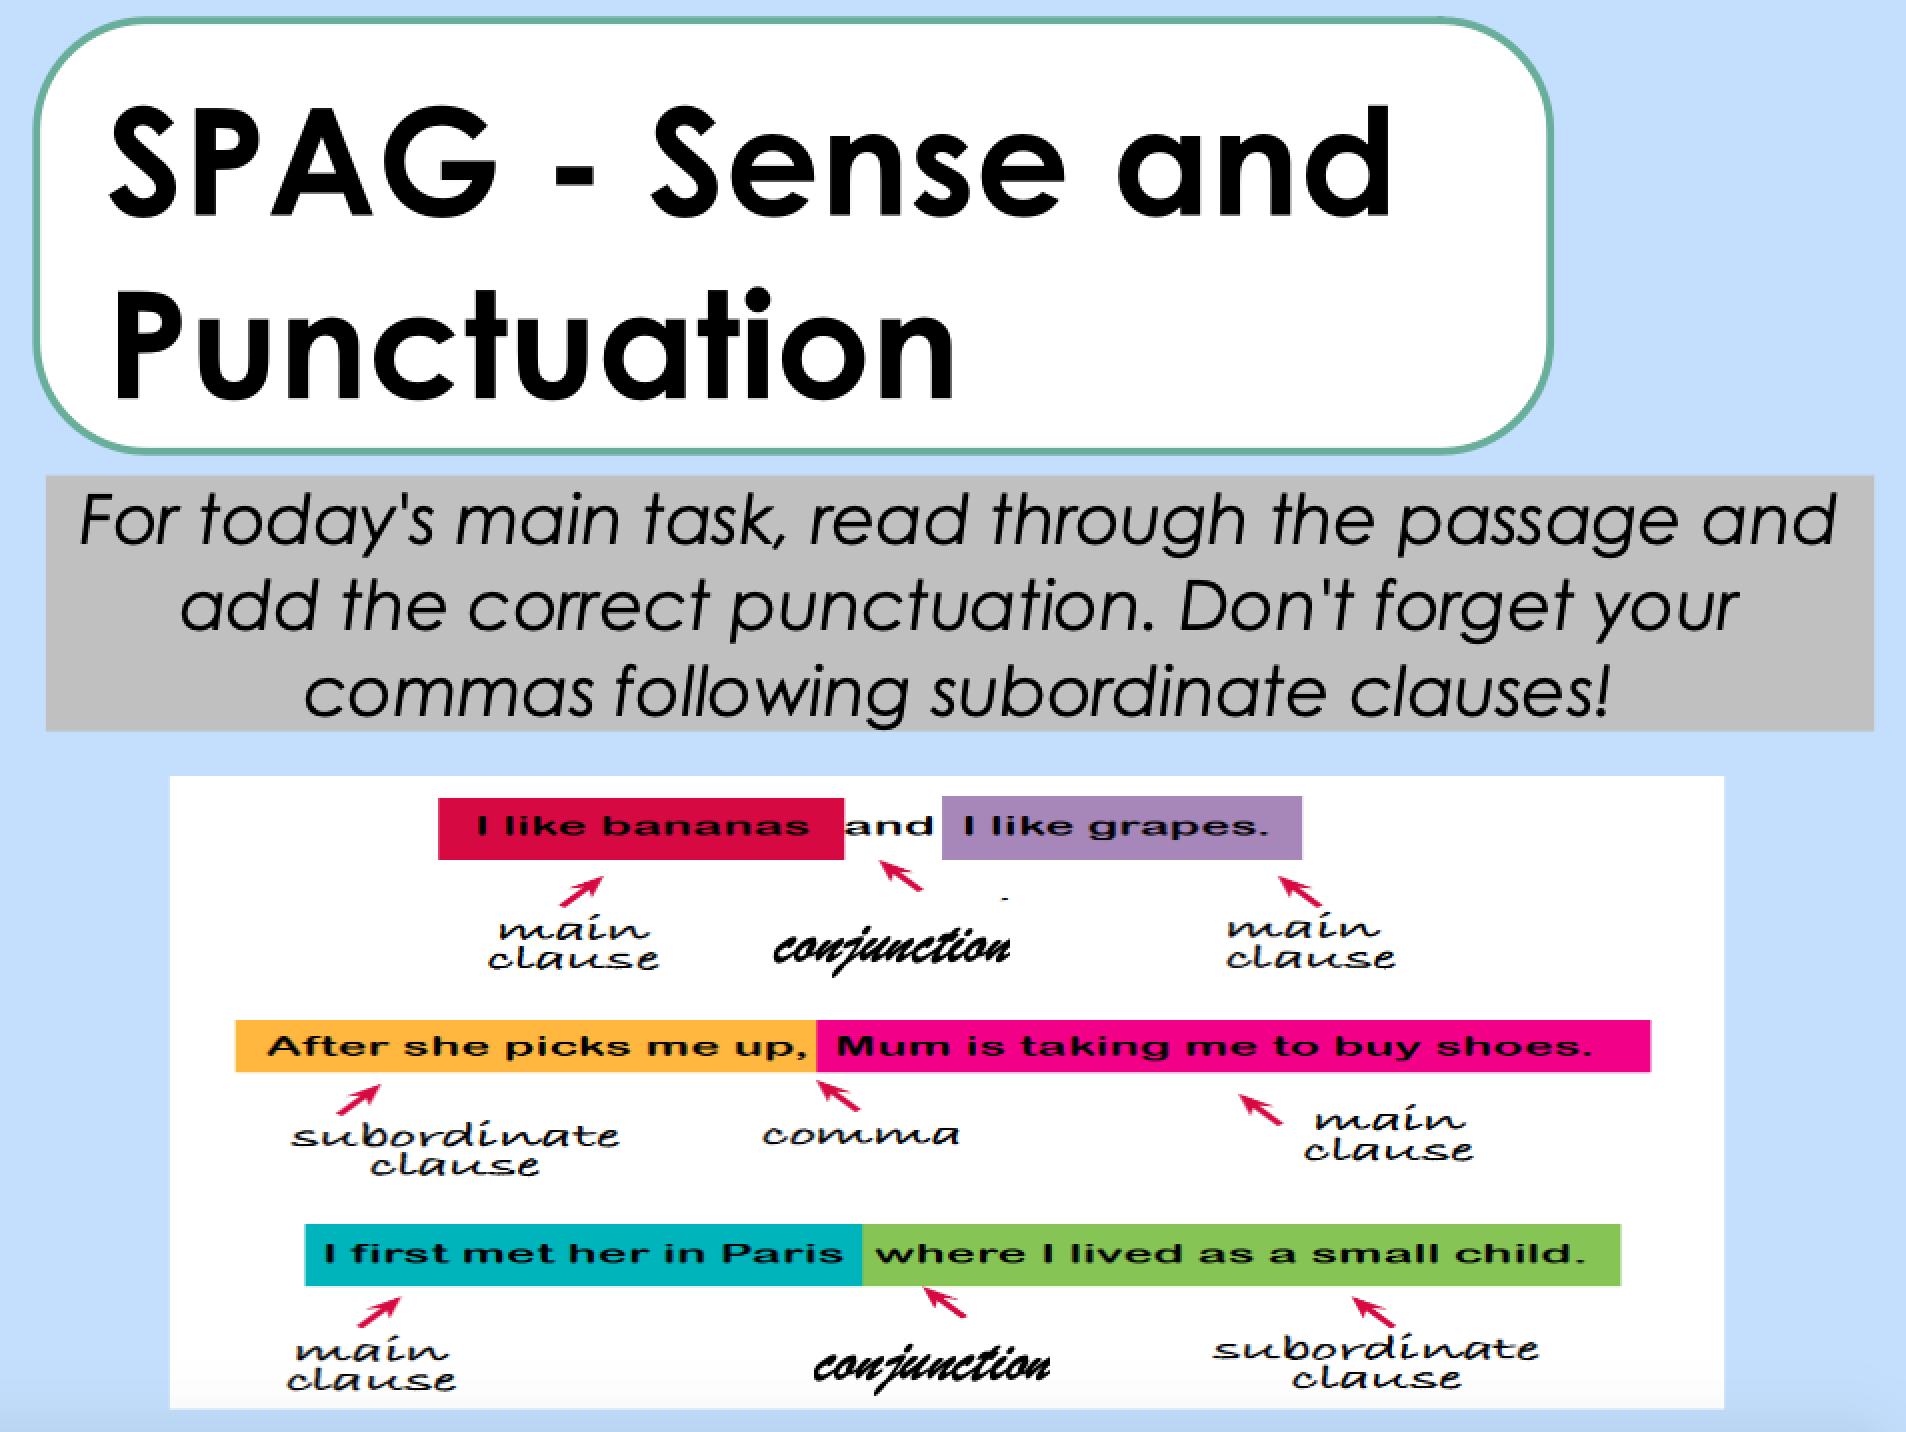 SPAG - Sense and
Punctuation
For today's main task, read through the passage and
add the correct punctuation. Don't forget your
commas following subordinate clauses!
I like bananas and I like grapes.
main
clause
conjunction
main
clause
After she picks me up, Mum is taking me to buy shoes.
subordinate
clause
comma
main
clause
I first met her in Paris where I lived as a small child.
main
clause
conjunction
subordinate
clause